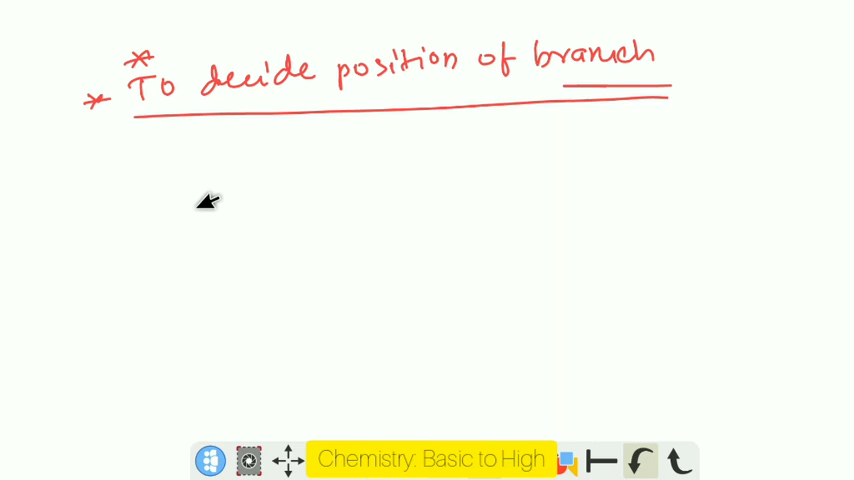 * To decide position of branch
Chemistry: Basic to High